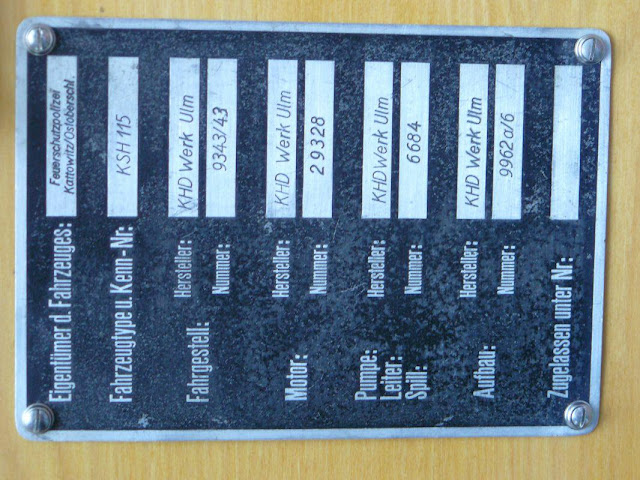 Eigentümer d. Fahrzeuges: Feuerschutzpolizei
Kattowitz/Osloberschl.
Fahrzeugtype u. Kenn-Nr: KSH 115
Fahrgestell: Hersteller: KHD Werk Ulm
Nummer: 9343/43
Motor: Hersteller: KHD Werk Ulm
Nummer: 29328
Pumpe:
Leiter:
Spill:
Hersteller: KHD Werk Ulm
Nummer: 6684
Aufbau: Hersteller: KHD Werk Ulm
Nummer: 9962a/6
Zugelassen unter Nr: